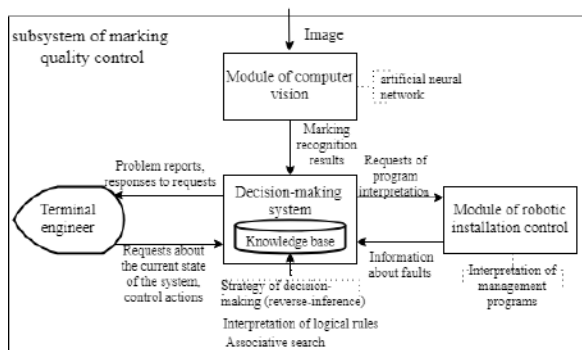 subsystem of marking
quality control
Image
Module of computer
vision
artificial neural
network
Marking
recognition
results
Problem reports,
responses to requests
Requests of
program
interpretation
Decision-making
system
Terminal
engineer
Knowledge base
Module of robotic
installation control
Requests about
the current state
of the system,
control actions
Information
about faults
Strategy of decision-
making (reverse-inference)
Interpretation of logical rules
Associative search
Interpretation of
management
programs